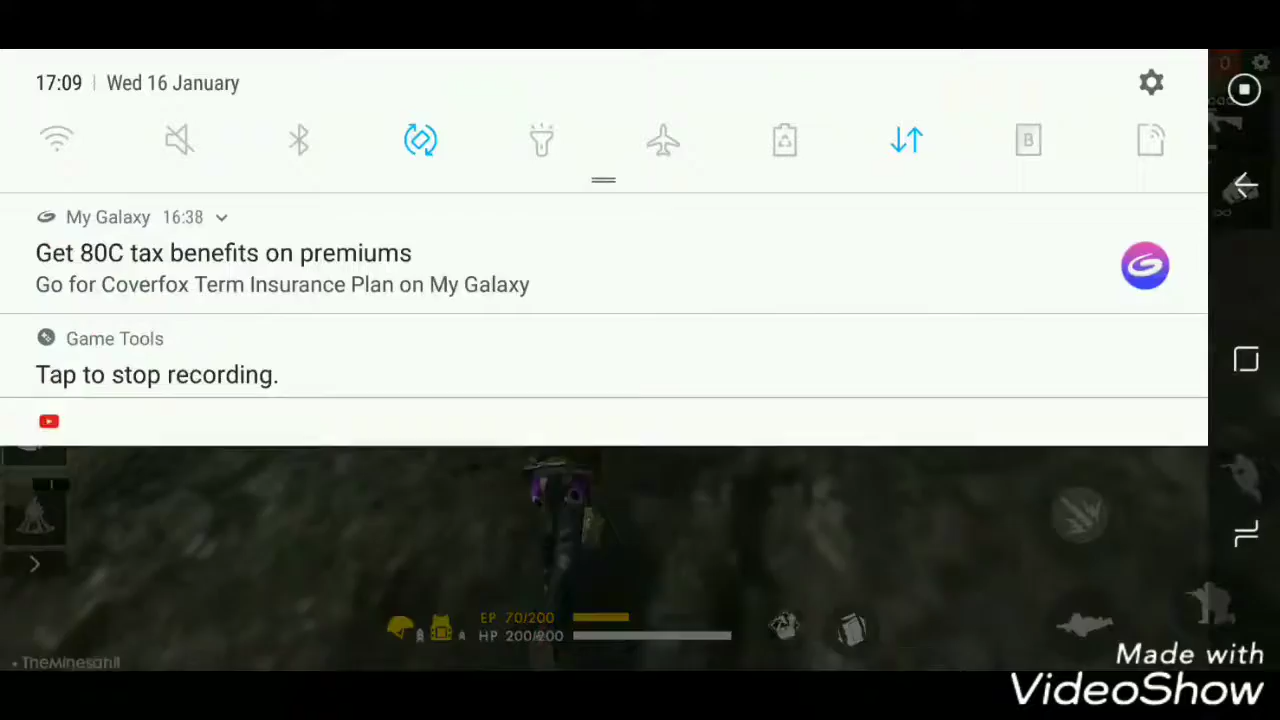 17:09 | Wed 16 January
B
My Galaxy 16:38
Get 80C tax benefits on premiums
Go for Coverfox Term Insurance Plan on My Galaxy
Game Tools
Tap to stop recording.
EP 70/200
HP 200/200
Made with
VideoShow